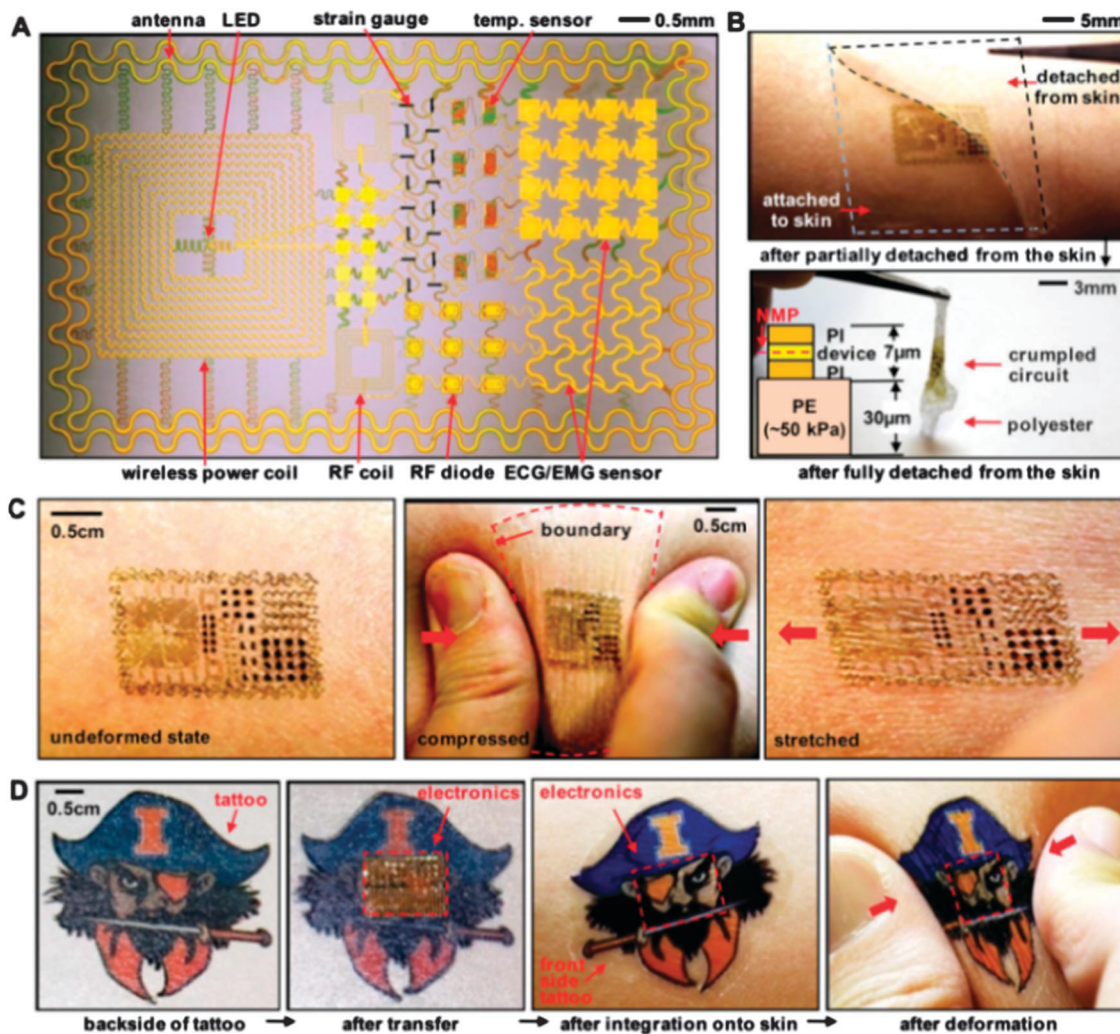 A
antenna LED strain gauge temp. sensor 0.5mm
wireless power coil RF coil RF diode ECG/EMG sensor
B
5mm
detached
from skin
attached
to skin
after partially detached from the skin
3mm
NMP
PI
device
PI
7μm
PE
(~50 kPa)
30μm
crumpled
circuit
polyester
after fully detached from the skin
C
0.5cm
undeformed state
boundary
0.5cm
compressed
stretched
D
0.5cm
tattoo
I
backside of tattoo
electronics
I
after transfer
electronics
I
front
side
tattoo
after integration onto skin
I
after deformation